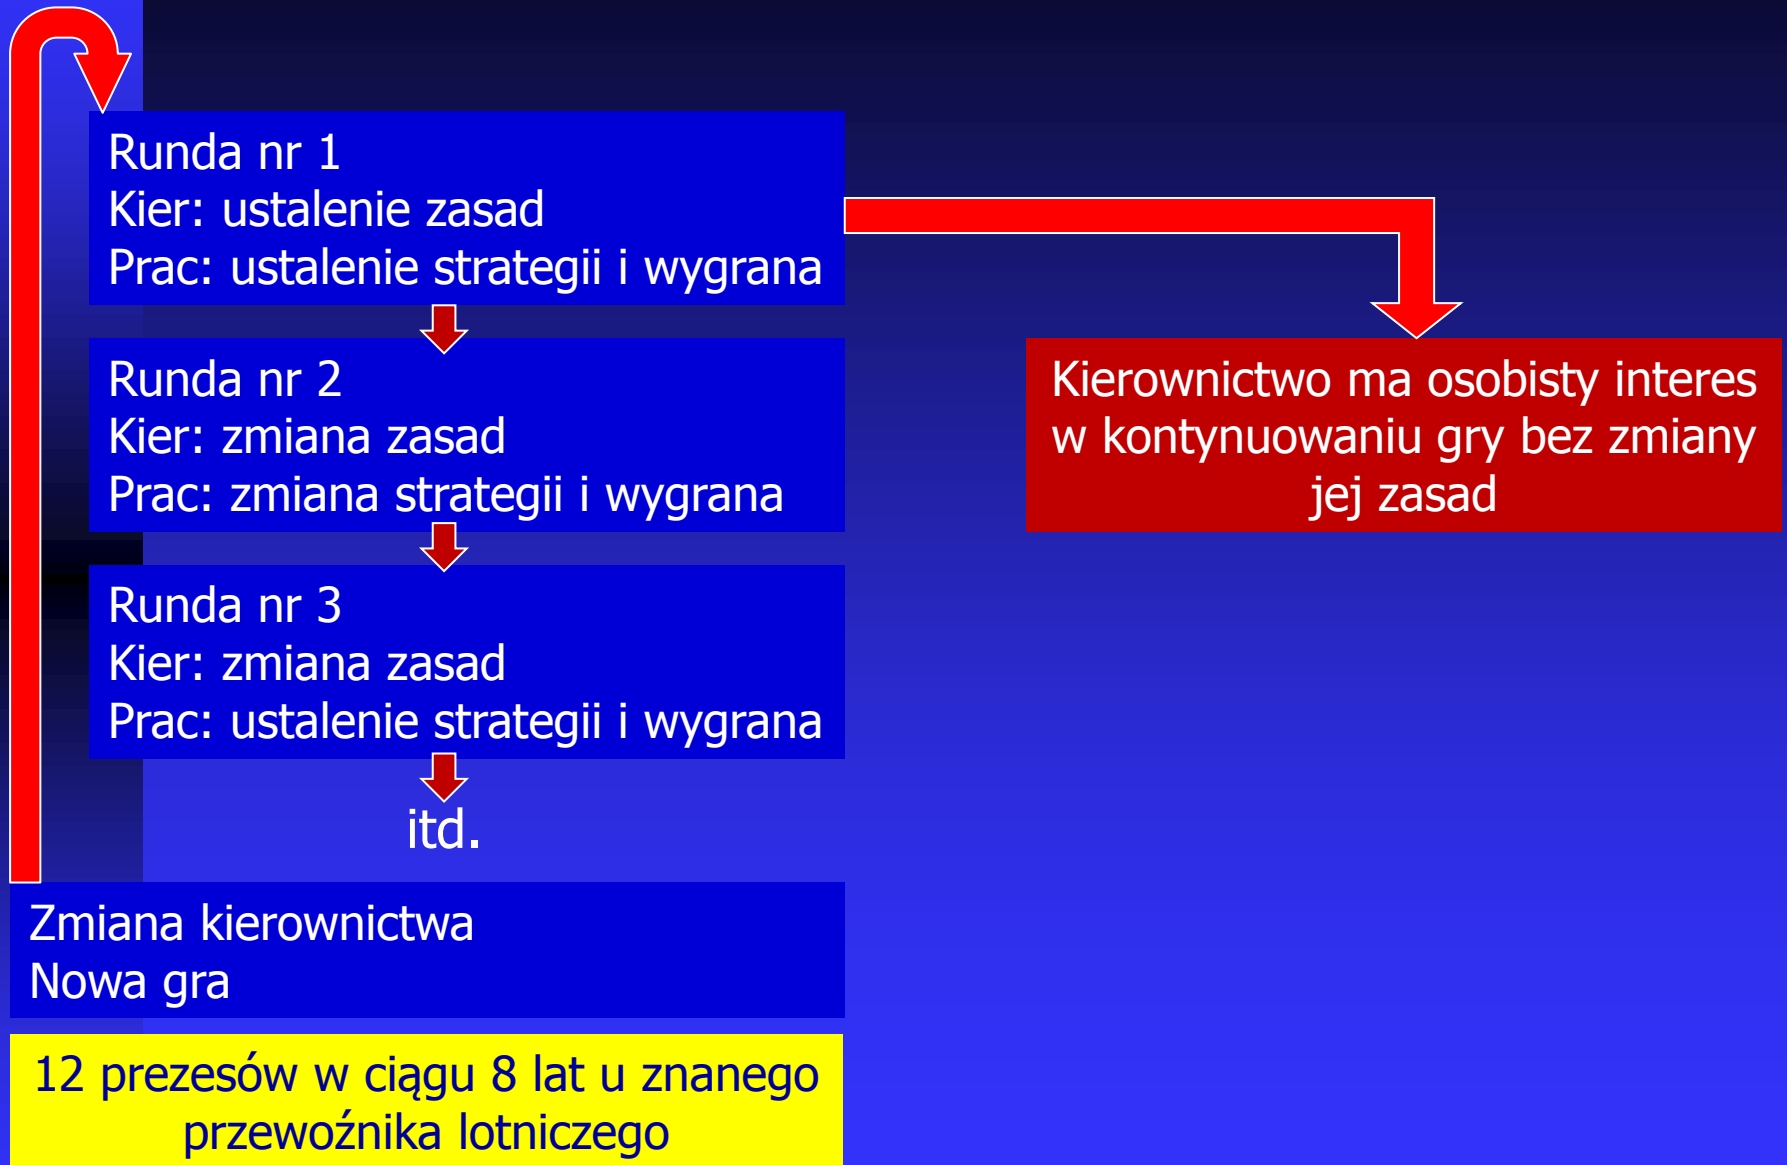 Runda nr 1
Kier: ustalenie zasad
Prac: ustalenie strategii i wygrana
Runda nr 2
Kier: zmiana zasad
Prac: zmiana strategii i wygrana
Runda nr 3
Kier: zmiana zasad
Prac: ustalenie strategii i wygrana
itd.
Zmiana kierownictwa
Nowa gra
12 prezesów w ciągu 8 lat u znanego
przewoźnika lotniczego
Kierownictwo ma osobisty interes
w kontynuowaniu gry bez zmiany
jej zasad